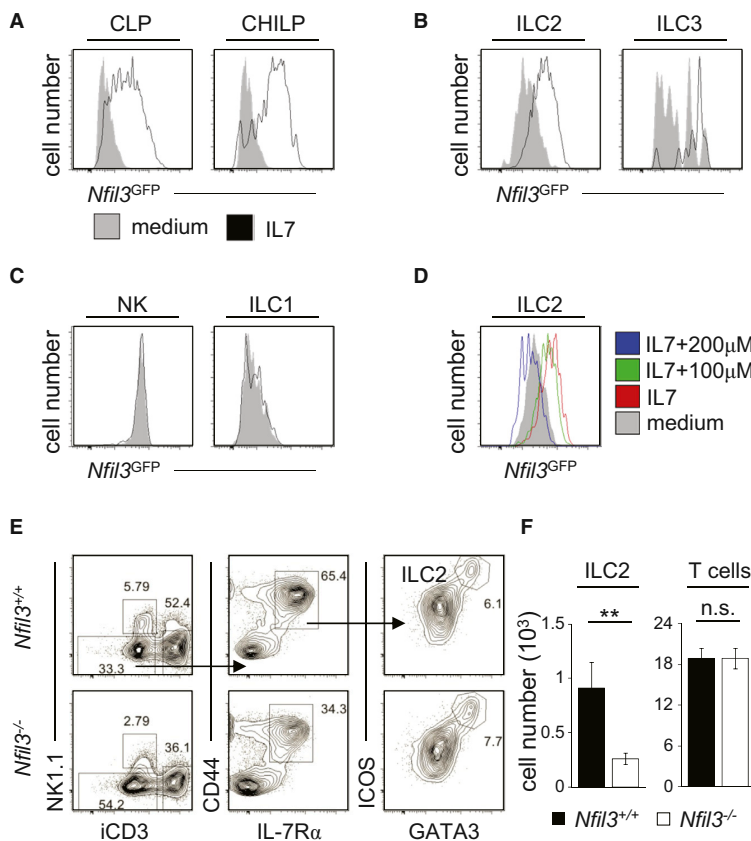 A
CLP
CHILP
cell number
Nfil3GFP
medium
IL7
B
ILC2
ILC3
cell number
Nfil3GFP
C
NK
ILC1
cell number
Nfil3GFP
D
ILC2
cell number
Nfil3GFP
IL7+200μM
IL7+100μM
IL7
medium
E
Nfil3+/+
5.79
52.4
33.3
65.4
ILC2
6.1
Nfil3-/-
2.79
36.1
54.2
34.3
7.7
NK1.1
CD44
ICOS
iCD3
IL-7Rα
GATA3
F
ILC2
T cells
**
n.s.
cell number (10³)
1.5
1
0.5
0
24
18
12
6
0
Nfil3+/+
Nfil3-/-